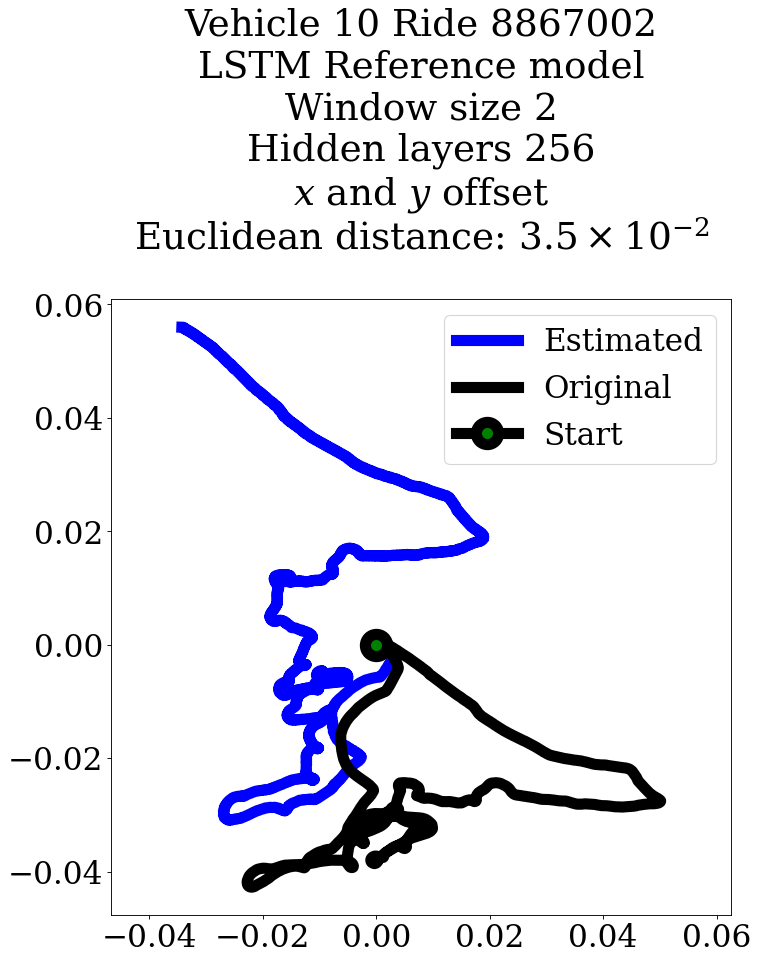 Vehicle 10 Ride 8867002
LSTM Reference model
Window size 2
Hidden layers 256
x and y offset
Euclidean distance: 3.5 × 10⁻²
0.06
Estimated
Original
Start
0.04
0.02
0.00
−0.02
−0.04
−0.04 −0.02 0.00 0.02 0.04 0.06